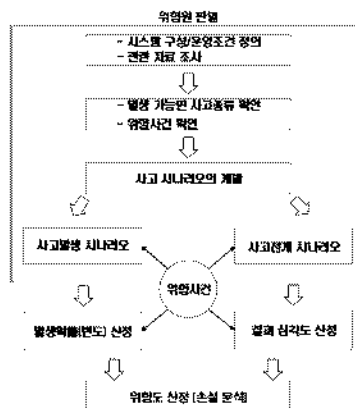 위험원 판별
- 시스템 구성/운영조건 정의
- 관련 자료 조사
- 발생 가능한 사고종류 확인
- 위험사건 확인
사고 시나리오의 개발
사고발생 시나리오
사고전개 시나리오
위험사건
발생확률(빈도) 산정
결과 심각도 산정
위험도 산정 (손실 분석)